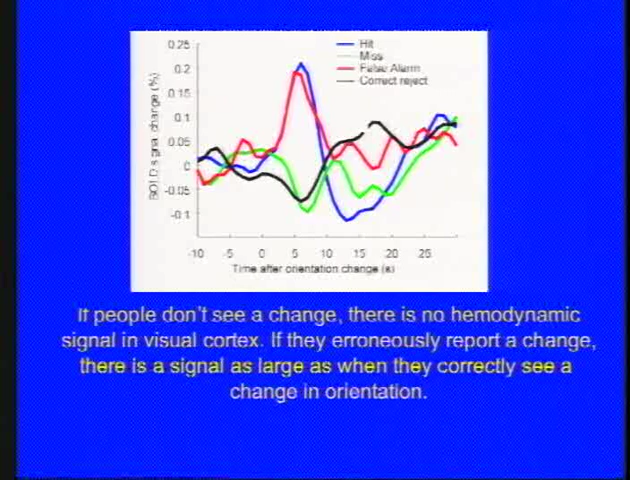 0.25
0.2
0.15
0.1
0.05
0
-0.05
-0.1
BOLD signal change (%)
Hit
Miss
False Alarm
Correct reject
-10 -5 0 5 10 15 20 25
Time after orientation change (s)
If people don't see a change, there is no hemodynamic
signal in visual cortex. If they erroneously report a change,
there is a signal as large as when they correctly see a
change in orientation.